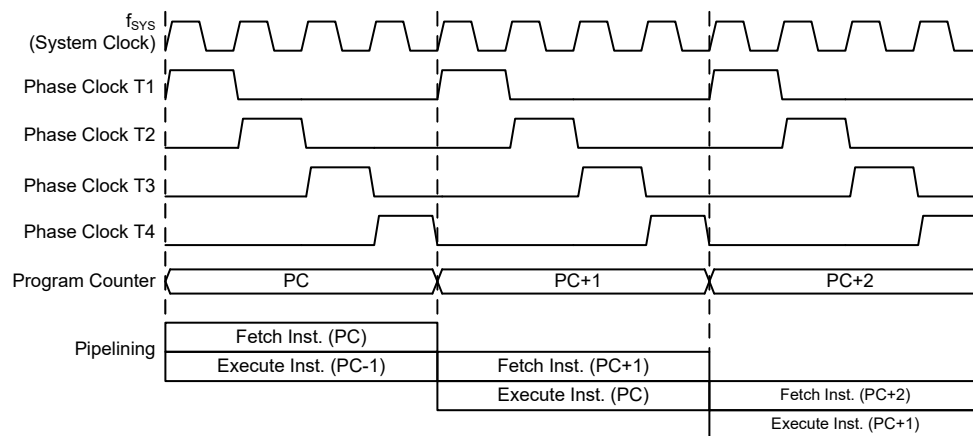 fSYS
(System Clock)
Phase Clock T1
Phase Clock T2
Phase Clock T3
Phase Clock T4
Program Counter PC PC+1 PC+2
Pipelining
Fetch Inst. (PC)
Execute Inst. (PC-1) Fetch Inst. (PC+1)
Execute Inst. (PC) Fetch Inst. (PC+2)
Execute Inst. (PC+1)